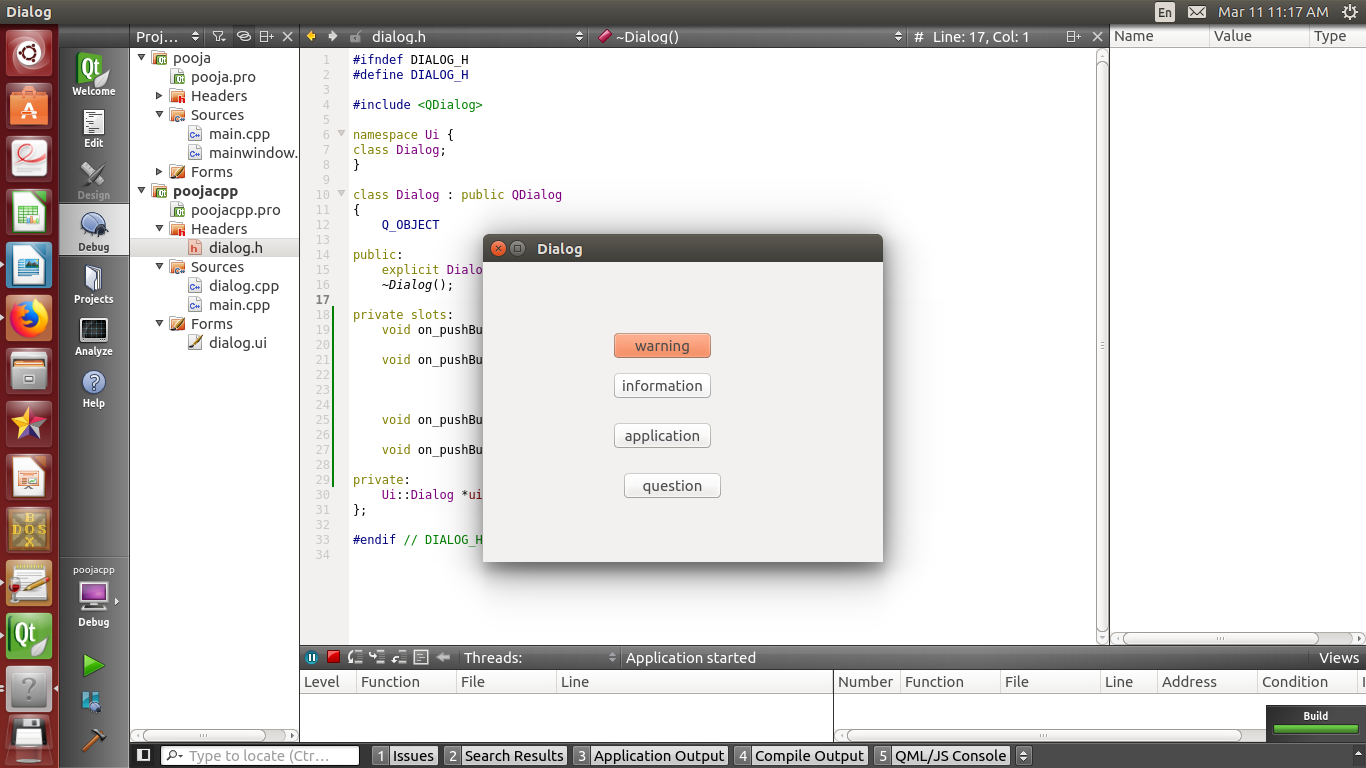 Dialog
En
Mar 11 11:17 AM
Proj...
dialog.h
~Dialog()
# Line: 17, Col: 1
Name Value Type
Welcome
Edit
Design
Debug
Projects
Analyze
Help
poojacpp
Debug
pooja
pooja.pro
Headers
Sources
main.cpp
mainwindow.
Forms
poojacpp
poojacpp.pro
Headers
dialog.h
Sources
dialog.cpp
main.cpp
Forms
dialog.ui
1 #ifndef DIALOG_H
2 #define DIALOG_H
3
4 #include <QDialog>
5
6 namespace Ui {
7 class Dialog;
8 }
9
10 class Dialog : public QDialog
11 {
12 Q_OBJECT
13
14 public:
15 explicit Dialo
16 ~Dialog();
17
18 private slots:
19 void on_pushBu
20
21 void on_pushBu
22
23
24
25 void on_pushBu
26
27 void on_pushBu
28
29 private:
30 Ui::Dialog *ui
31 };
32
33 #endif // DIALOG_H
34
Dialog
warning
information
application
question
Threads:
Application started
Views
Level Function File Line
Number Function File Line Address Condition I
Build
Type to locate (Ctr...
1 Issues
2 Search Results
3 Application Output
4 Compile Output
5 QML/JS Console